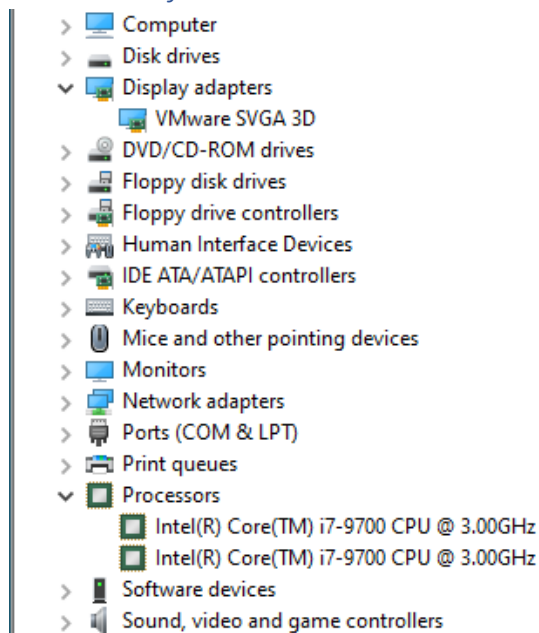 Computer
Disk drives
Display adapters
VMware SVGA 3D
DVD/CD-ROM drives
Floppy disk drives
Floppy drive controllers
Human Interface Devices
IDE ATA/ATAPI controllers
Keyboards
Mice and other pointing devices
Monitors
Network adapters
Ports (COM & LPT)
Print queues
Processors
Intel(R) Core(TM) i7-9700 CPU @ 3.00GHz
Intel(R) Core(TM) i7-9700 CPU @ 3.00GHz
Software devices
Sound, video and game controllers